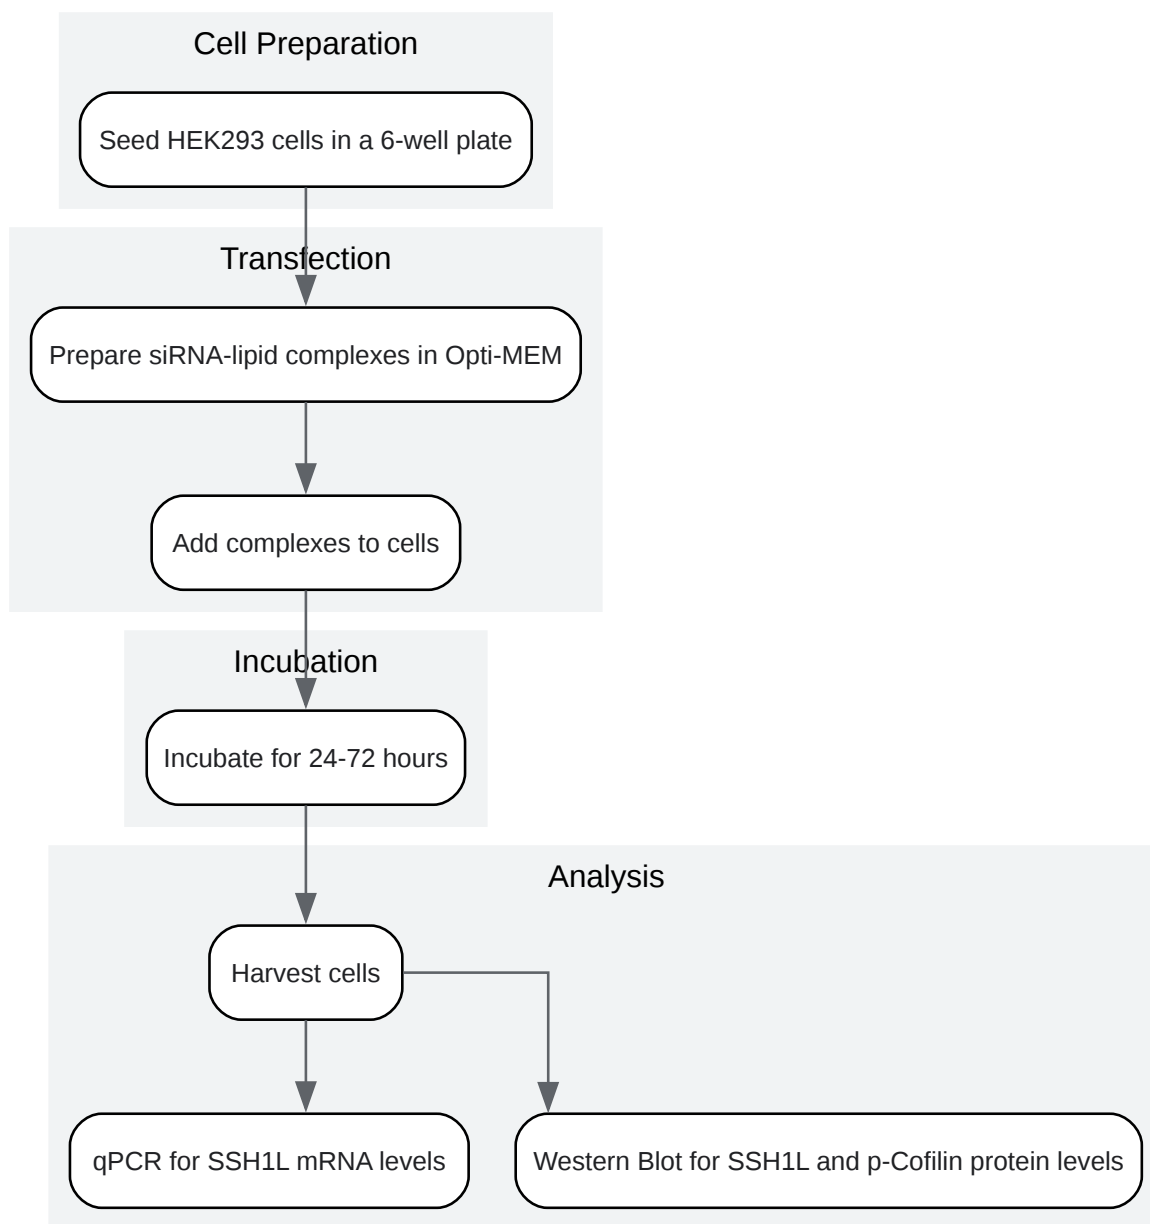 Cell Preparation
Seed HEK293 cells in a 6-well plate
Transfection
Prepare siRNA-lipid complexes in Opti-MEM
Add complexes to cells
Incubation
Incubate for 24-72 hours
Analysis
Harvest cells
qPCR for SSH1L mRNA levels
Western Blot for SSH1L and p-Cofilin protein levels